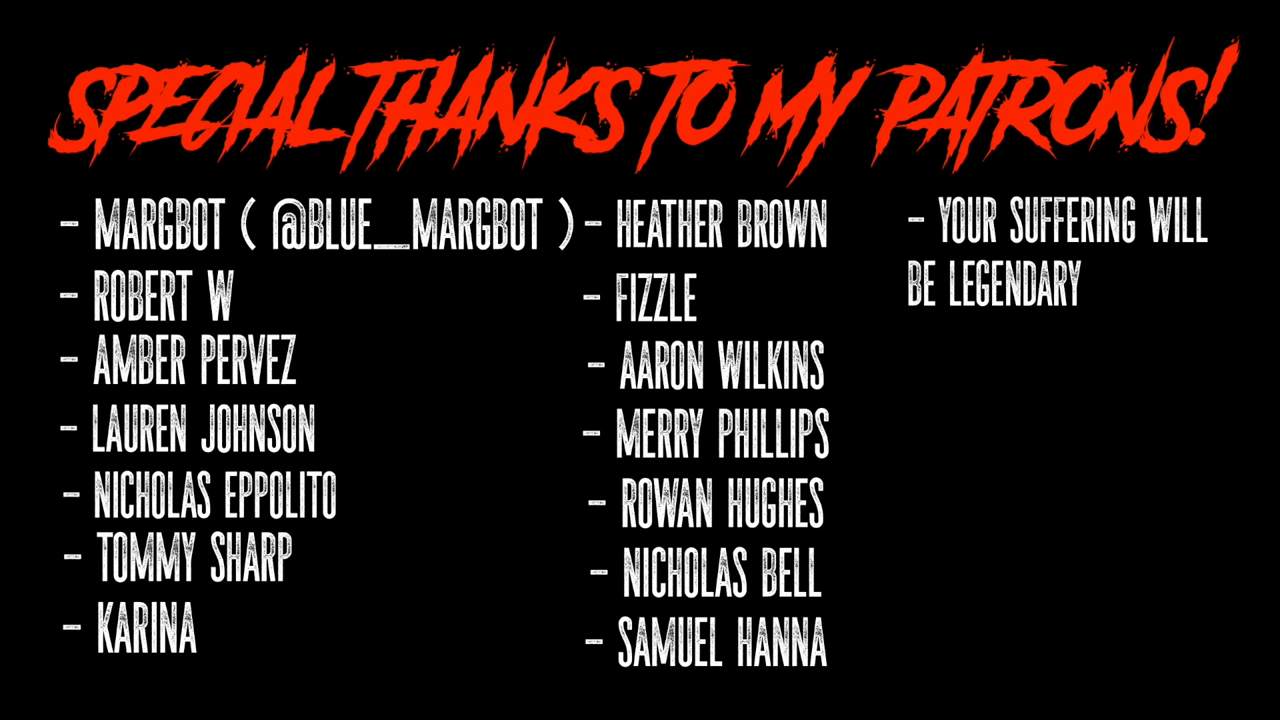 SPECIAL THANKS TO MY PATRONS!
- MARGBOT ( @BLUE__MARGBOT )
- ROBERT W
- AMBER PERVEZ
- LAUREN JOHNSON
- NICHOLAS EPPOLITO
- TOMMY SHARP
- KARINA
- HEATHER BROWN
- FIZZLE
- AARON WILKINS
- MERRY PHILLIPS
- ROWAN HUGHES
- NICHOLAS BELL
- SAMUEL HANNA
- YOUR SUFFERING WILL
BE LEGENDARY